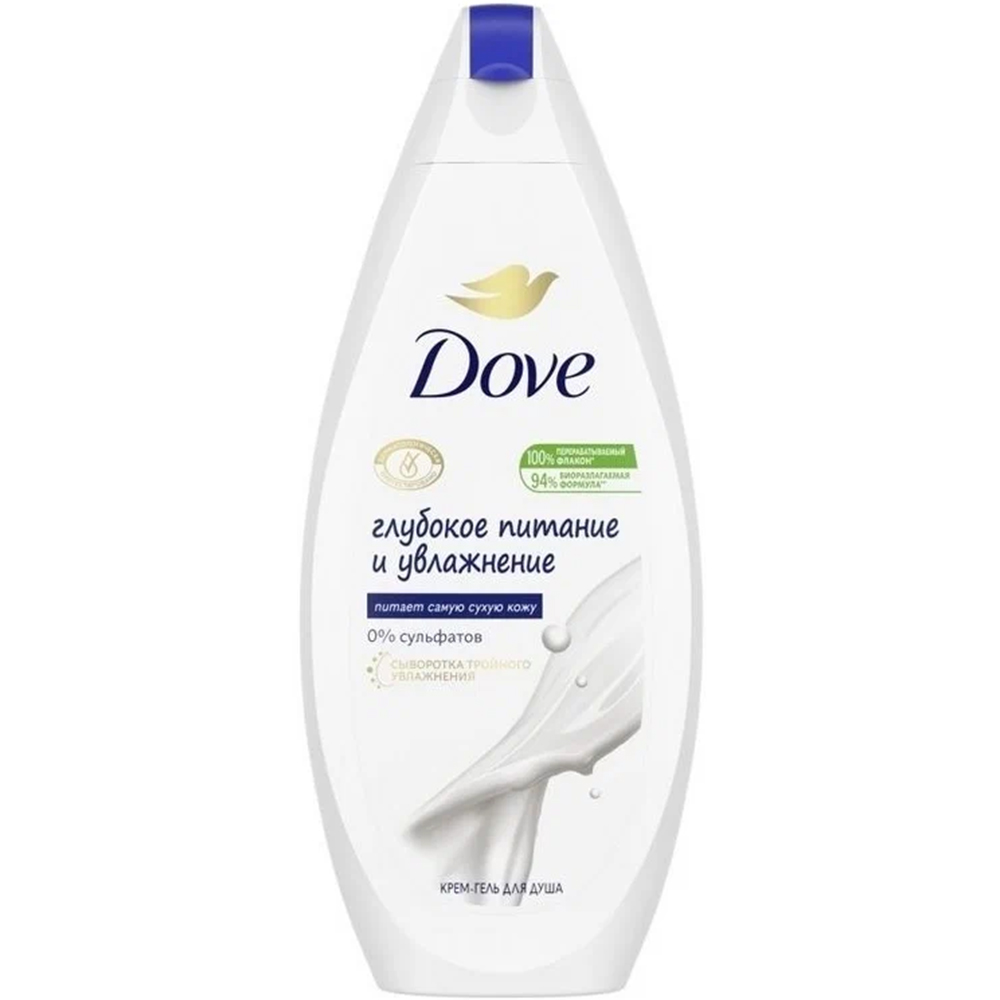 Dove
100% ПЕРЕРАБАТЫВАЕМЫЙ
ФЛАКОН*
94% БИОРАЗЛАГАЕМАЯ
ФОРМУЛА**
глубокое питание
и увлажнение
питает самую сухую кожу
0% сульфатов
СЫВОРОТКА ТРОЙНОГО
УВЛАЖНЕНИЯ
КРЕМ-ГЕЛЬ ДЛЯ ДУША